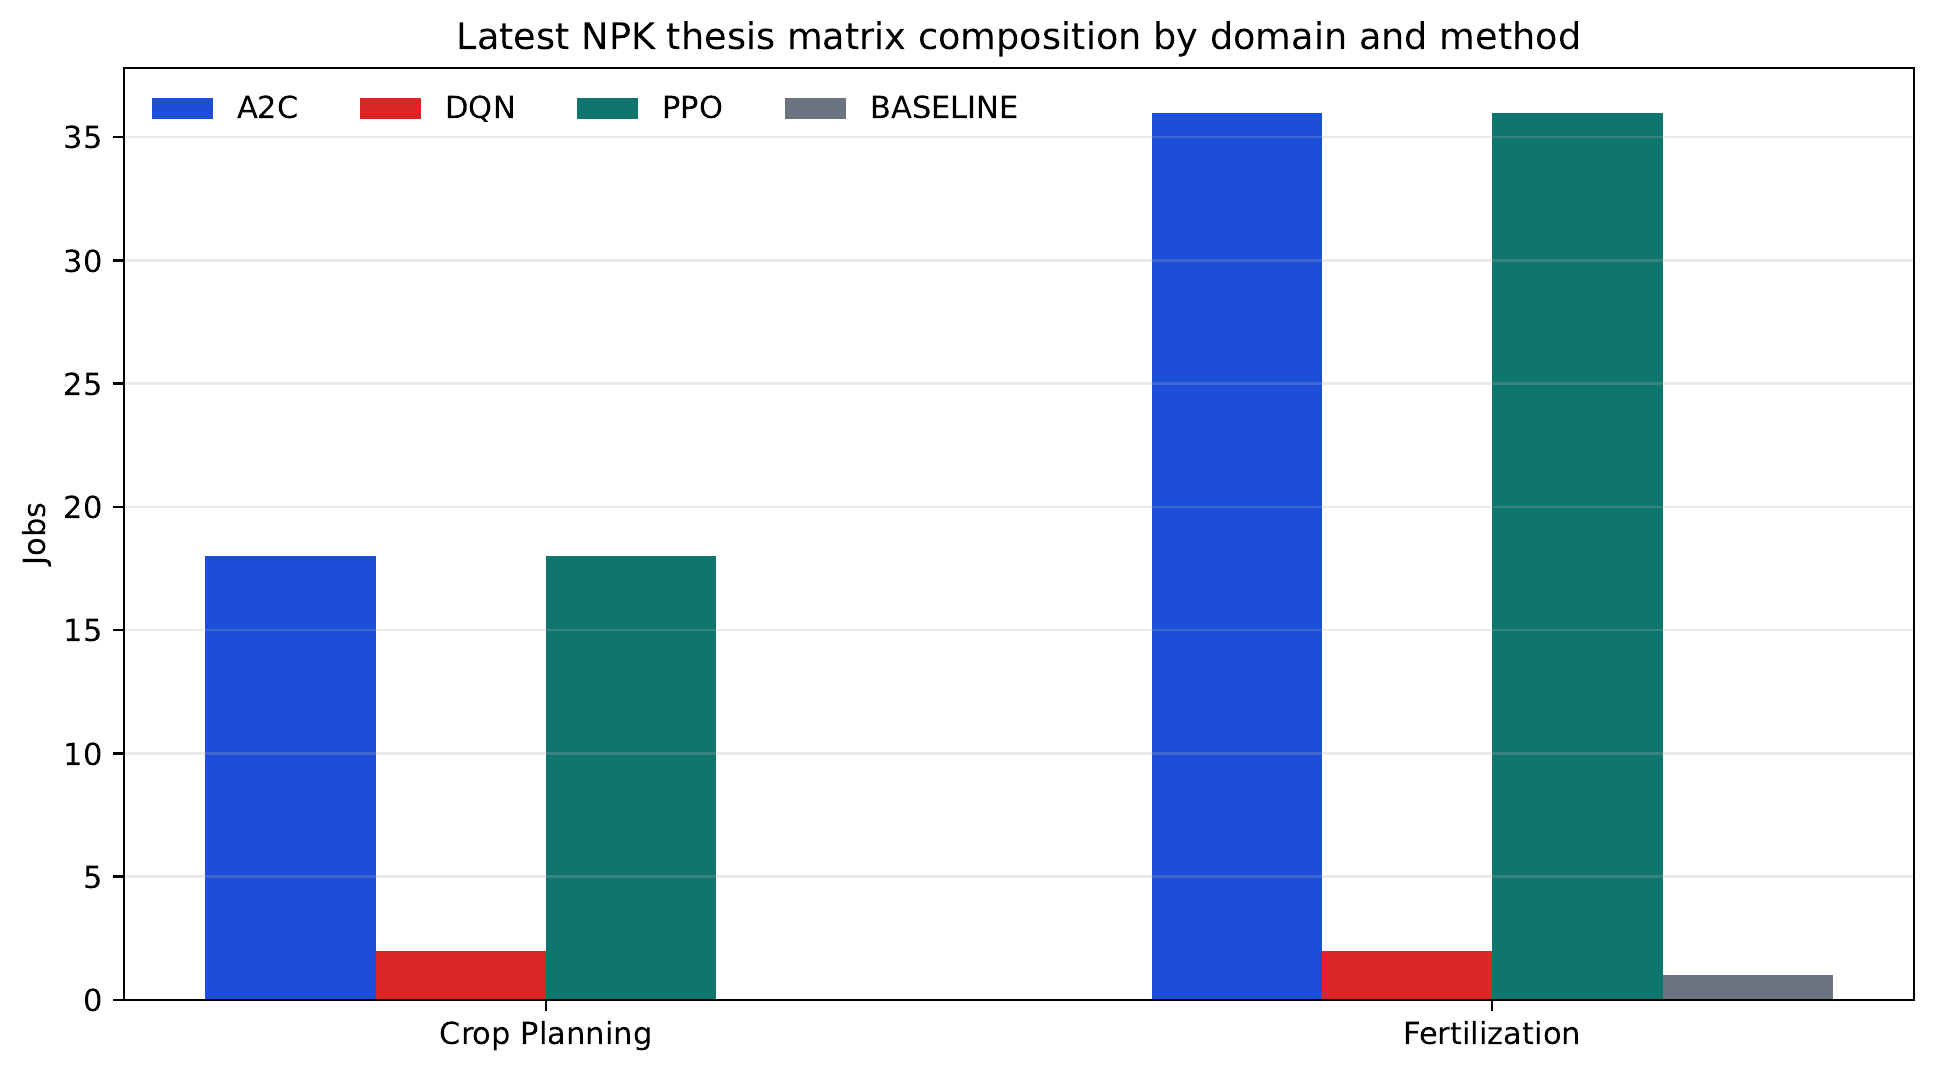 Latest NPK thesis matrix composition by domain and method
A2C DQN PPO BASELINE
35
30
25
20
15
10
5
0
Jobs
Crop Planning Fertilization